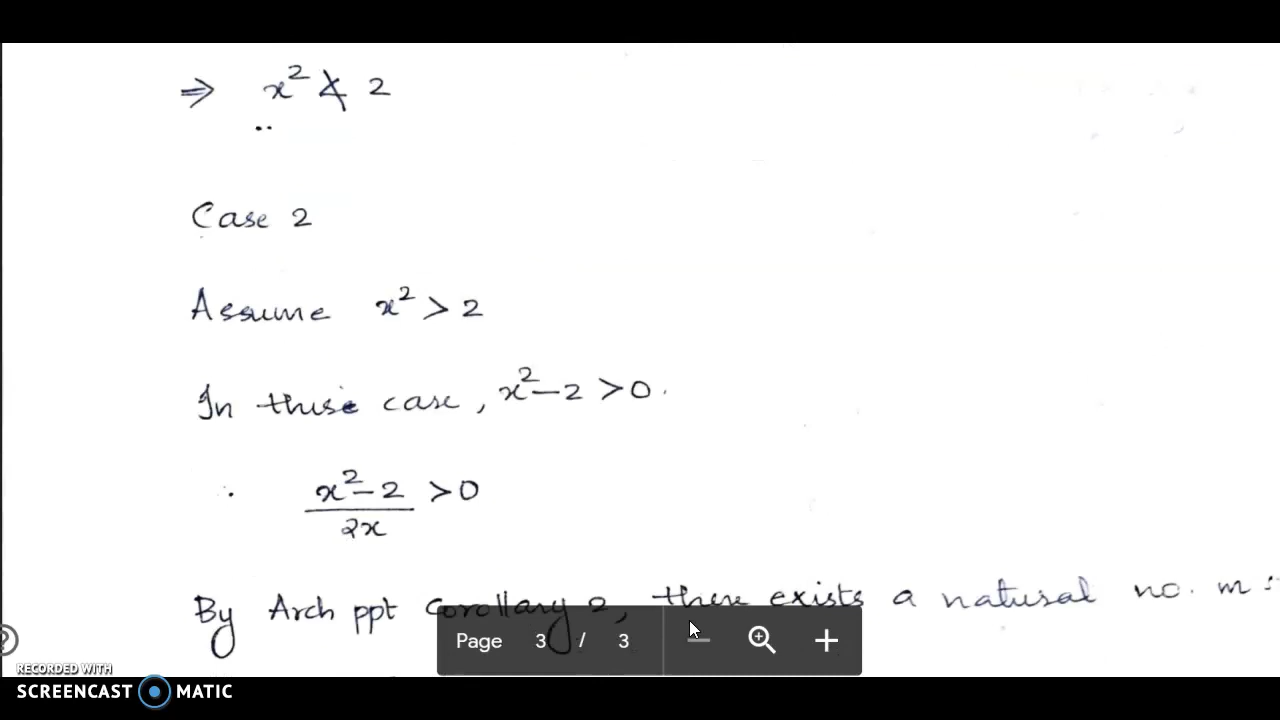 ⇒ x² ≮ 2
Case 2
Assume x² > 2
In this case, x²-2 > 0.
∴ x²-2 / 2x > 0
By Arch ppt Corollary 2, there exists a natural no. m
Page 3 / 3
RECORDED WITH
SCREENCAST MATIC